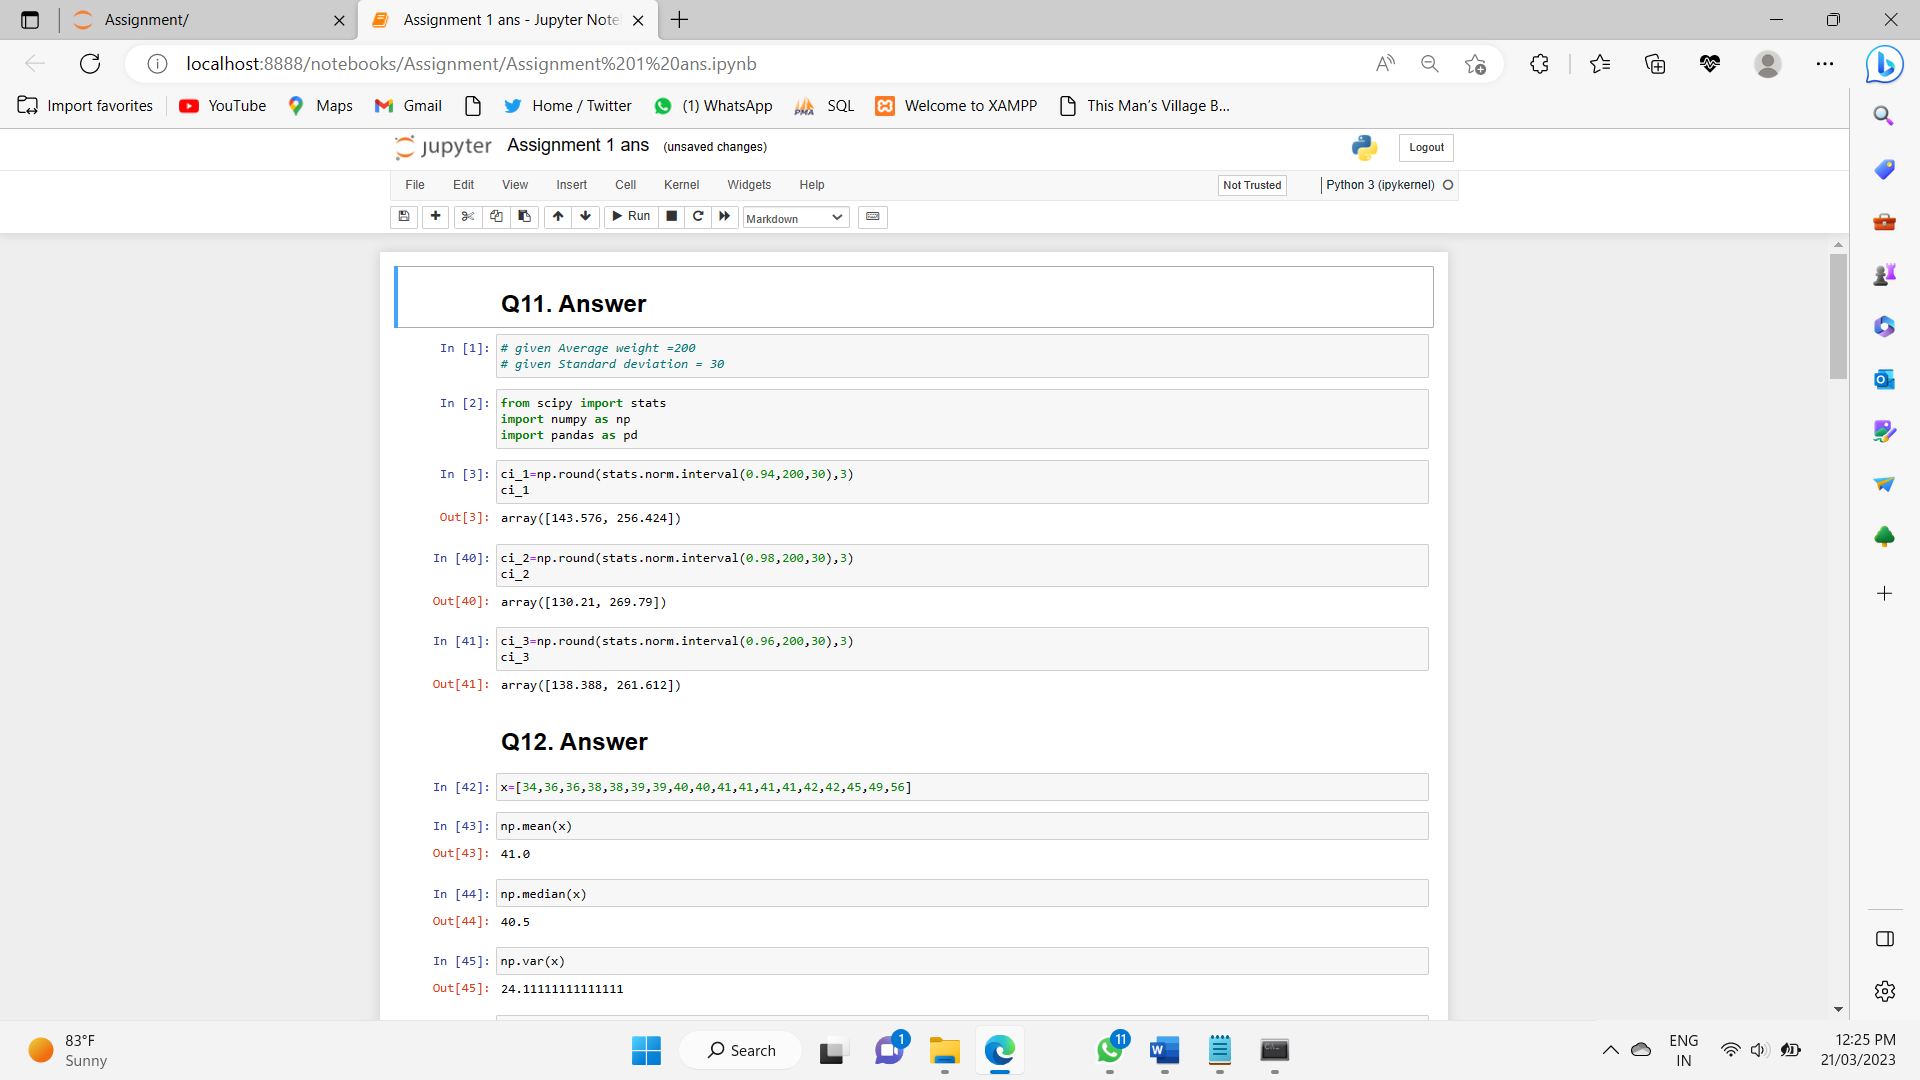 Assignment/
Assignment 1 ans - Jupyter Note
localhost:8888/notebooks/Assignment/Assignment%201%20ans.ipynb
Import favorites
YouTube
Maps
Gmail
Home / Twitter
(1) WhatsApp
SQL
Welcome to XAMPP
This Man's Village B...
jupyter Assignment 1 ans (unsaved changes)
Logout
File Edit View Insert Cell Kernel Widgets Help
Not Trusted
Python 3 (ipykernel)
Run
Markdown
Q11. Answer
In [1]: # given Average weight =200
# given Standard deviation = 30
In [2]: from scipy import stats
import numpy as np
import pandas as pd
In [3]: ci_1=np.round(stats.norm.interval(0.94,200,30),3)
ci_1
Out[3]: array([143.576, 256.424])
In [40]: ci_2=np.round(stats.norm.interval(0.98,200,30),3)
ci_2
Out[40]: array([130.21, 269.79])
In [41]: ci_3=np.round(stats.norm.interval(0.96,200,30),3)
ci_3
Out[41]: array([138.388, 261.612])
Q12. Answer
In [42]: x=[34,36,36,38,38,39,39,40,40,41,41,41,41,42,42,45,49,56]
In [43]: np.mean(x)
Out[43]: 41.0
In [44]: np.median(x)
Out[44]: 40.5
In [45]: np.var(x)
Out[45]: 24.11111111111111
83°F
Sunny
Search
1
11
ENG
IN
12:25 PM
21/03/2023